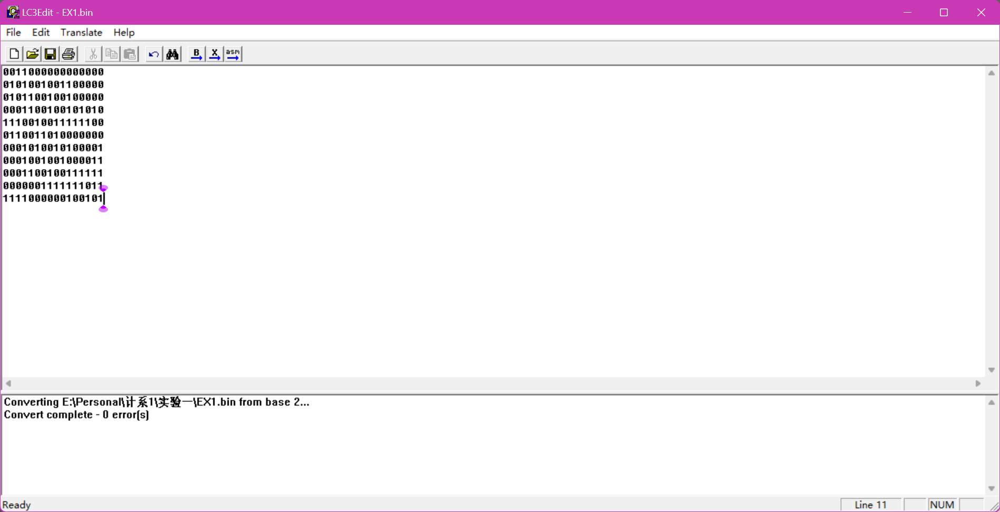 LC3Edit - EX1.bin
File Edit Translate Help
B X asm
0011000000000000
0101001001100000
0101100100100000
0001100100101010
1110010011111100
0110011010000000
0001010010100001
0001001001000011
0001100100111111
0000001111111011
1111000000100101
Converting E:\Personal\计系1\实验一\EX1.bin from base 2...
Convert complete - 0 error(s)
Ready Line 11 NUM